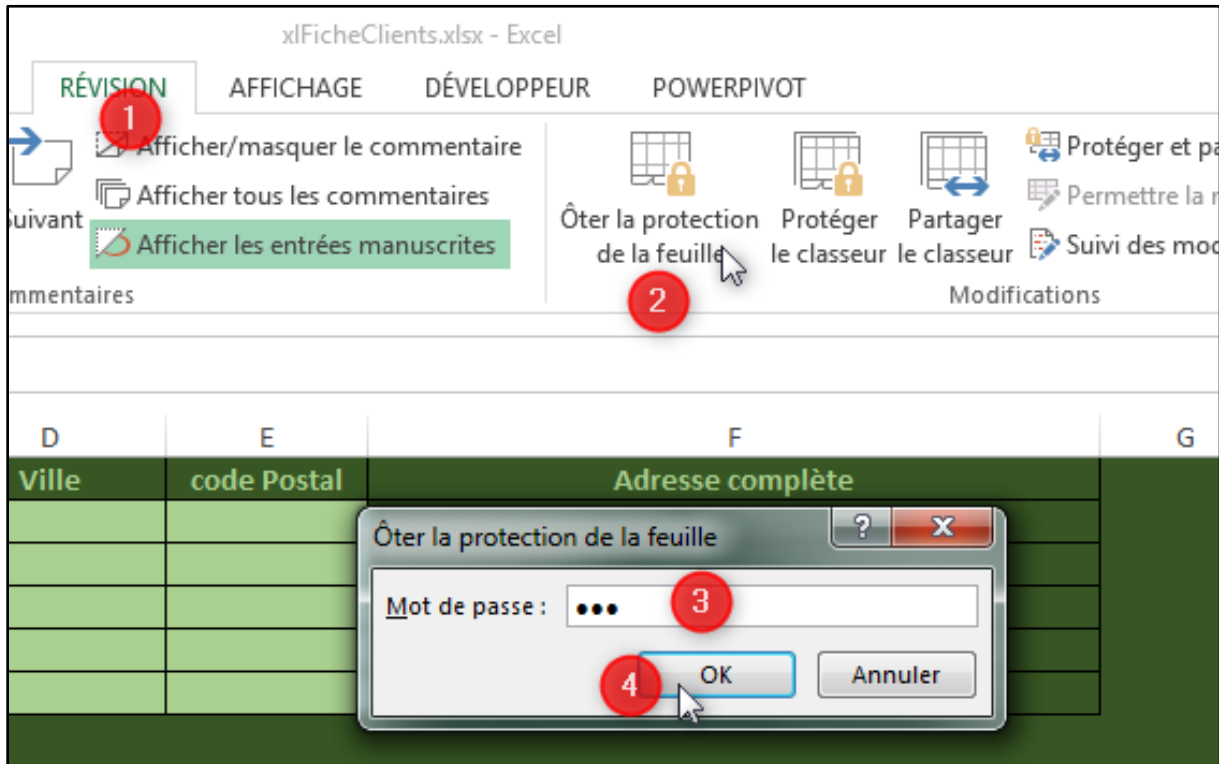 xlFicheClients.xlsx - Excel
RÉVISION AFFICHAGE DÉVELOPPEUR POWERPIVOT
1
Afficher/masquer le commentaire
Afficher tous les commentaires
Suivant
Afficher les entrées manuscrites
mmentaires
Ôter la protection
de la feuille
2
Protéger
le classeur
Partager
le classeur
Protéger et pa
Permettre la r
Suivi des mod
Modifications
D E F G
Ville code Postal Adresse complète
Ôter la protection de la feuille ? x
Mot de passe : ●●● 3
4 OK Annuler